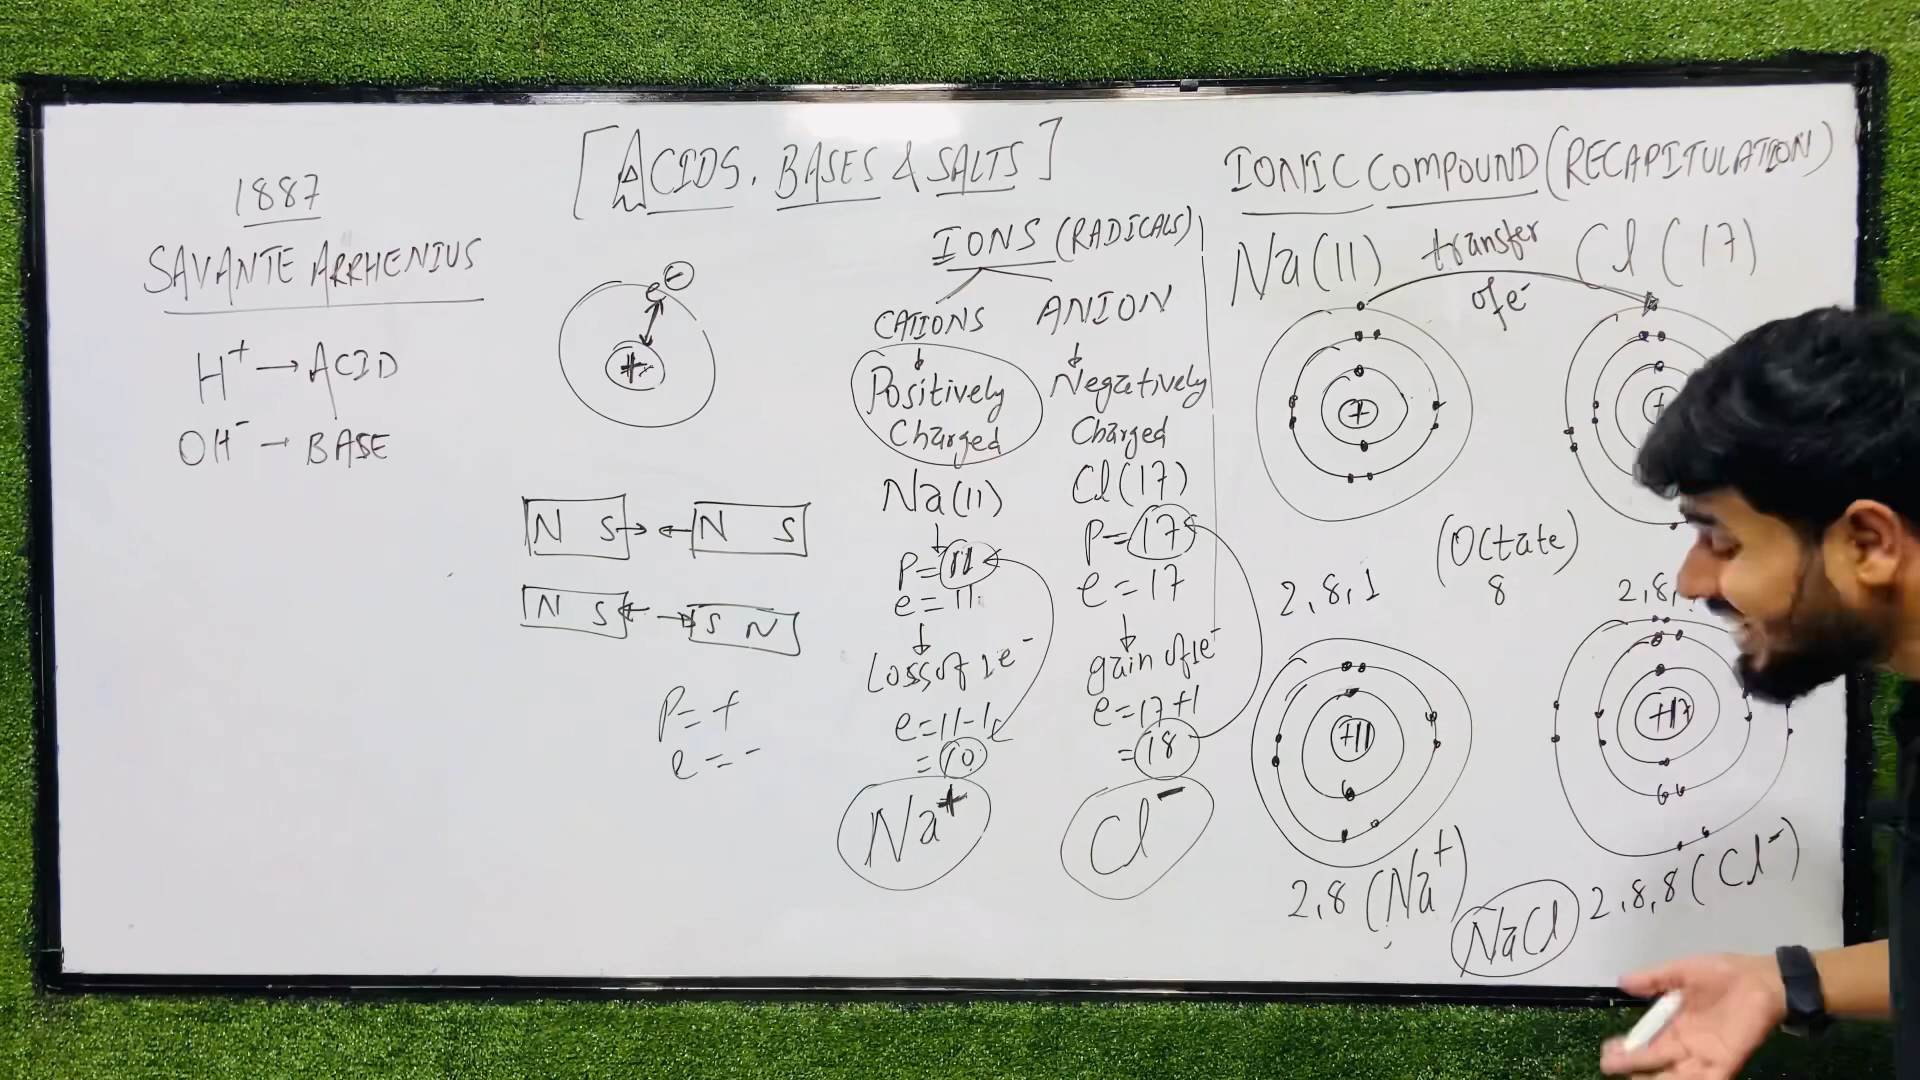 [ACIDS, BASES & SALTS]
1887
SAVANTE ARRHENIUS
H⁺ → ACID
OH⁻ → BASE
e⁻
+
N S → ← N S
N S ← → S N
P = +
e = -
IONS (RADICALS)
CATIONS
↓
Positively
Charged
Na(11)
↓
P = 11
e = 11
↓
Loss of 1e⁻
e = 11-1
= 10
Na⁺
ANION
↓
Negatively
Charged
Cl(17)
P = 17
e = 17
↓
gain of 1e⁻
e = 17+1
= 18
Cl⁻
IONIC COMPOUND (RECAPITULATION)
Na(11) transfer Cl(17)
of e⁻
+ +
(Octate)
8
2,8,1 2,8,
+11 +17
2,8 (Na⁺) 2,8,8 (Cl⁻)
NaCl